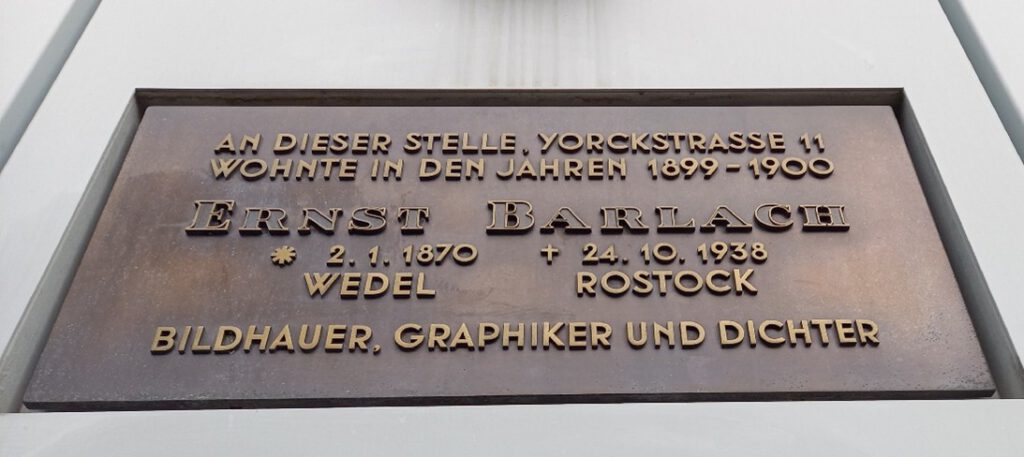 AN DIESER STELLE, YORCKSTRASSE 11
WOHNTE IN DEN JAHREN 1899-1900
ERNST BARLACH
* 2.1.1870 + 24.10.1938
WEDEL ROSTOCK
BILDHAUER, GRAPHIKER UND DICHTER